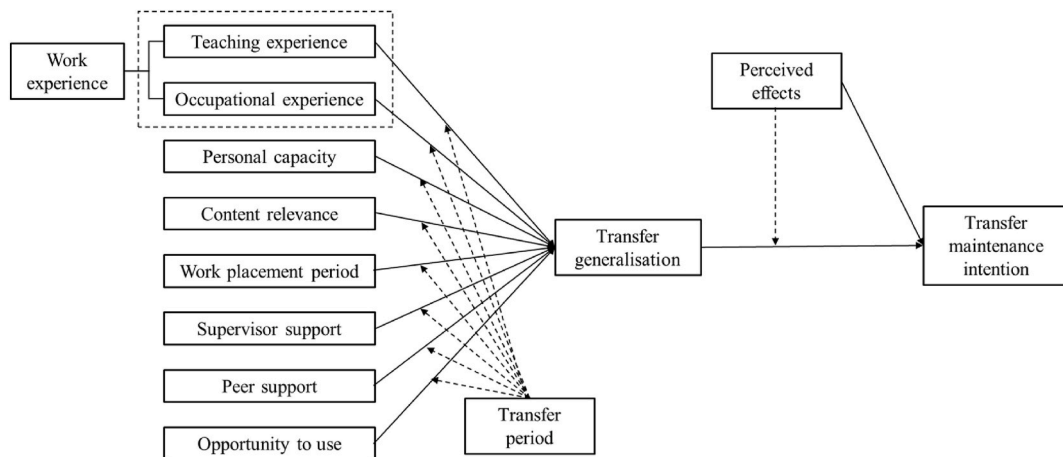 Work
experience
Teaching experience
Occupational experience
Personal capacity
Content relevance
Work placement period
Supervisor support
Peer support
Opportunity to use
Transfer
period
Transfer
generalisation
Perceived
effects
Transfer
maintenance
intention